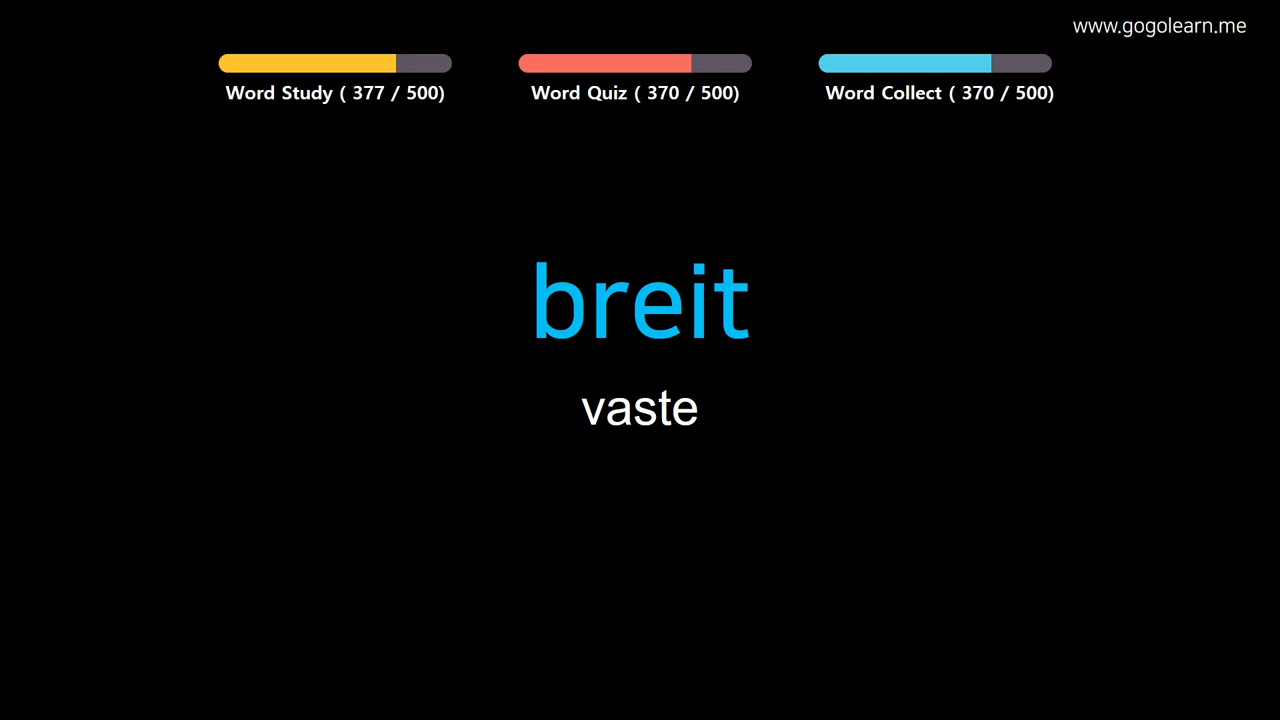 www.gogolearn.me
Word Study ( 377 / 500)
Word Quiz ( 370 / 500)
Word Collect ( 370 / 500)
breit
vaste